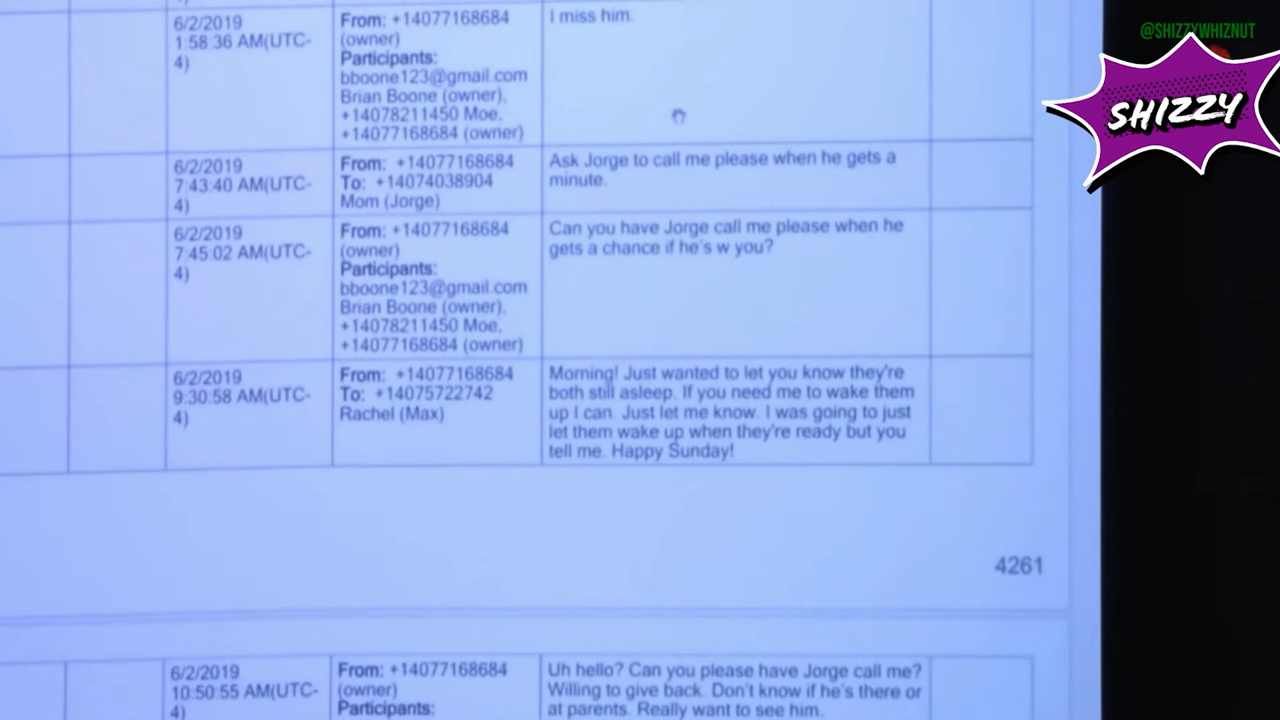 @SHIZZYWHIZNUT
SHIZZY
6/2/2019
1:58:36 AM(UTC-
4)
From: +14077168684
(owner)
Participants:
bboone123@gmail.com
Brian Boone (owner),
+14078211450 Moe,
+14077168684 (owner)
I miss him.
6/2/2019
7:43:40 AM(UTC-
4)
From: +14077168684
To: +14074038904
Mom (Jorge)
Ask Jorge to call me please when he gets a
minute.
6/2/2019
7:45:02 AM(UTC-
4)
From: +14077168684
(owner)
Participants:
bboone123@gmail.com
Brian Boone (owner),
+14078211450 Moe,
+14077168684 (owner)
Can you have Jorge call me please when he
gets a chance if he's w you?
6/2/2019
9:30:58 AM(UTC-
4)
From: +14077168684
To: +14075722742
Rachel (Max)
Morning! Just wanted to let you know they're
both still asleep. If you need me to wake them
up I can. Just let me know. I was going to just
let them wake up when they're ready but you
tell me. Happy Sunday!
4261
6/2/2019
10:50:55 AM(UTC-
4)
From: +14077168684
(owner)
Participants:
Uh hello? Can you please have Jorge call me?
Willing to give back. Don't know if he's there or
at parents. Really want to see him.